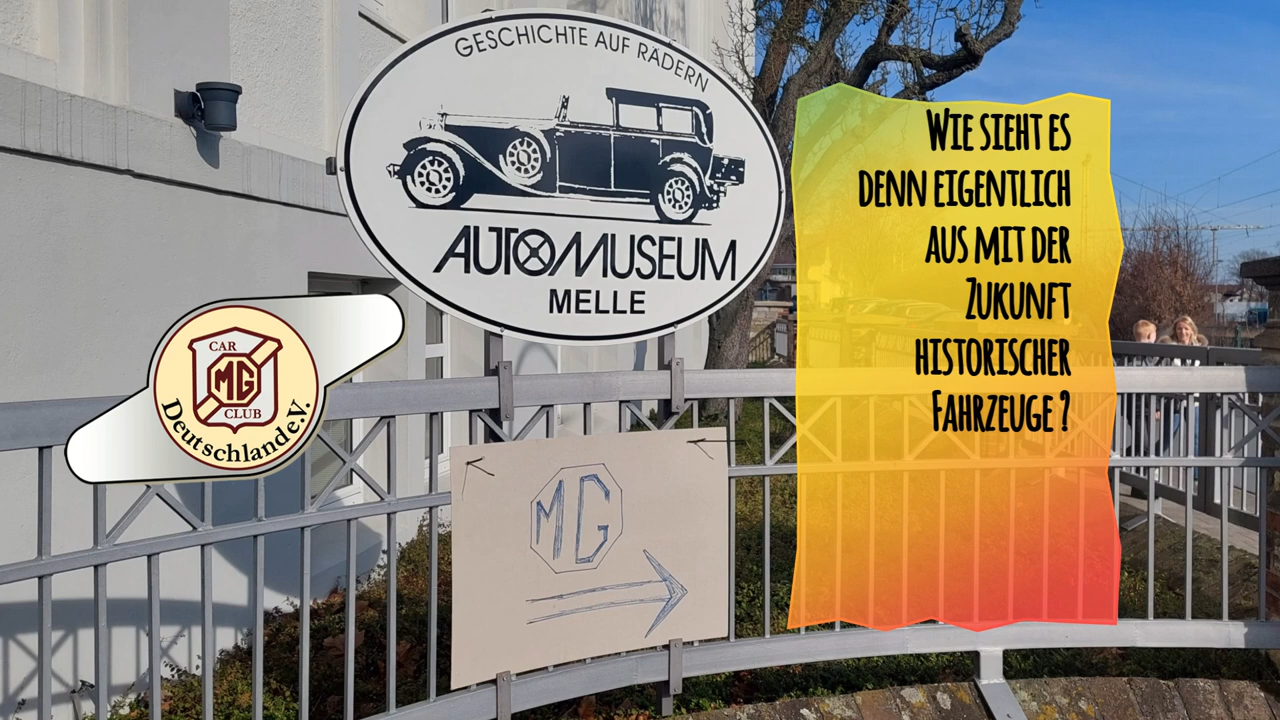 GESCHICHTE AUF RÄDERN
AUTOMUSEUM
MELLE
CAR
MG
CLUB
Deutschland e.V.
MG
WIE SIEHT ES
DENN EIGENTLICH
AUS MIT DER
ZUKUNFT
HISTORISCHER
FAHRZEUGE ?